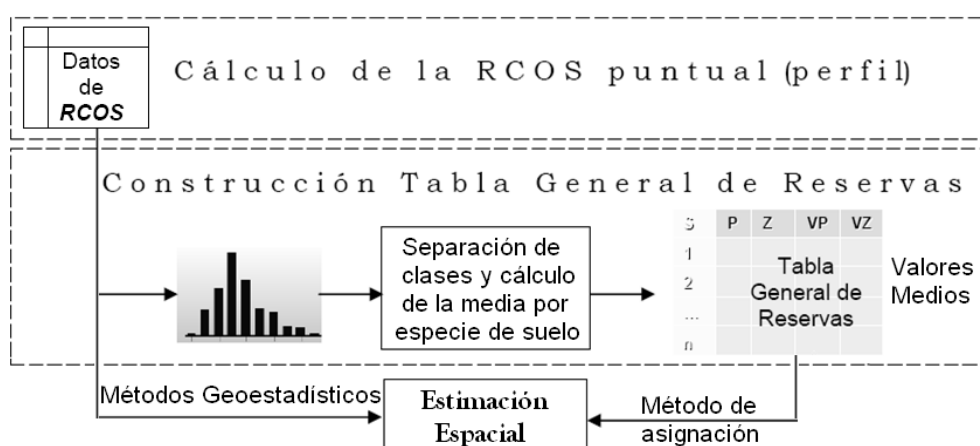 Datos
de
RCOS
Cálculo de la RCOS puntual (perfil)
Construcción Tabla General de Reservas
Separación de
clases y cálculo
de la media por
especie de suelo
S P Z VP VZ
1
2
...
n
Tabla
General de
Reservas
Valores
Medios
Métodos Geoestadísticos
Estimación
Espacial
Método de
asignación